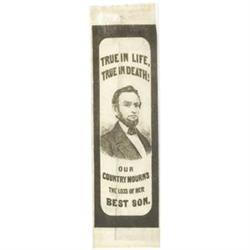 TRUE IN LIFE,
TRUE IN DEATH!
OUR
COUNTRY MOURNS
THE LOSS OF HER
BEST SON.